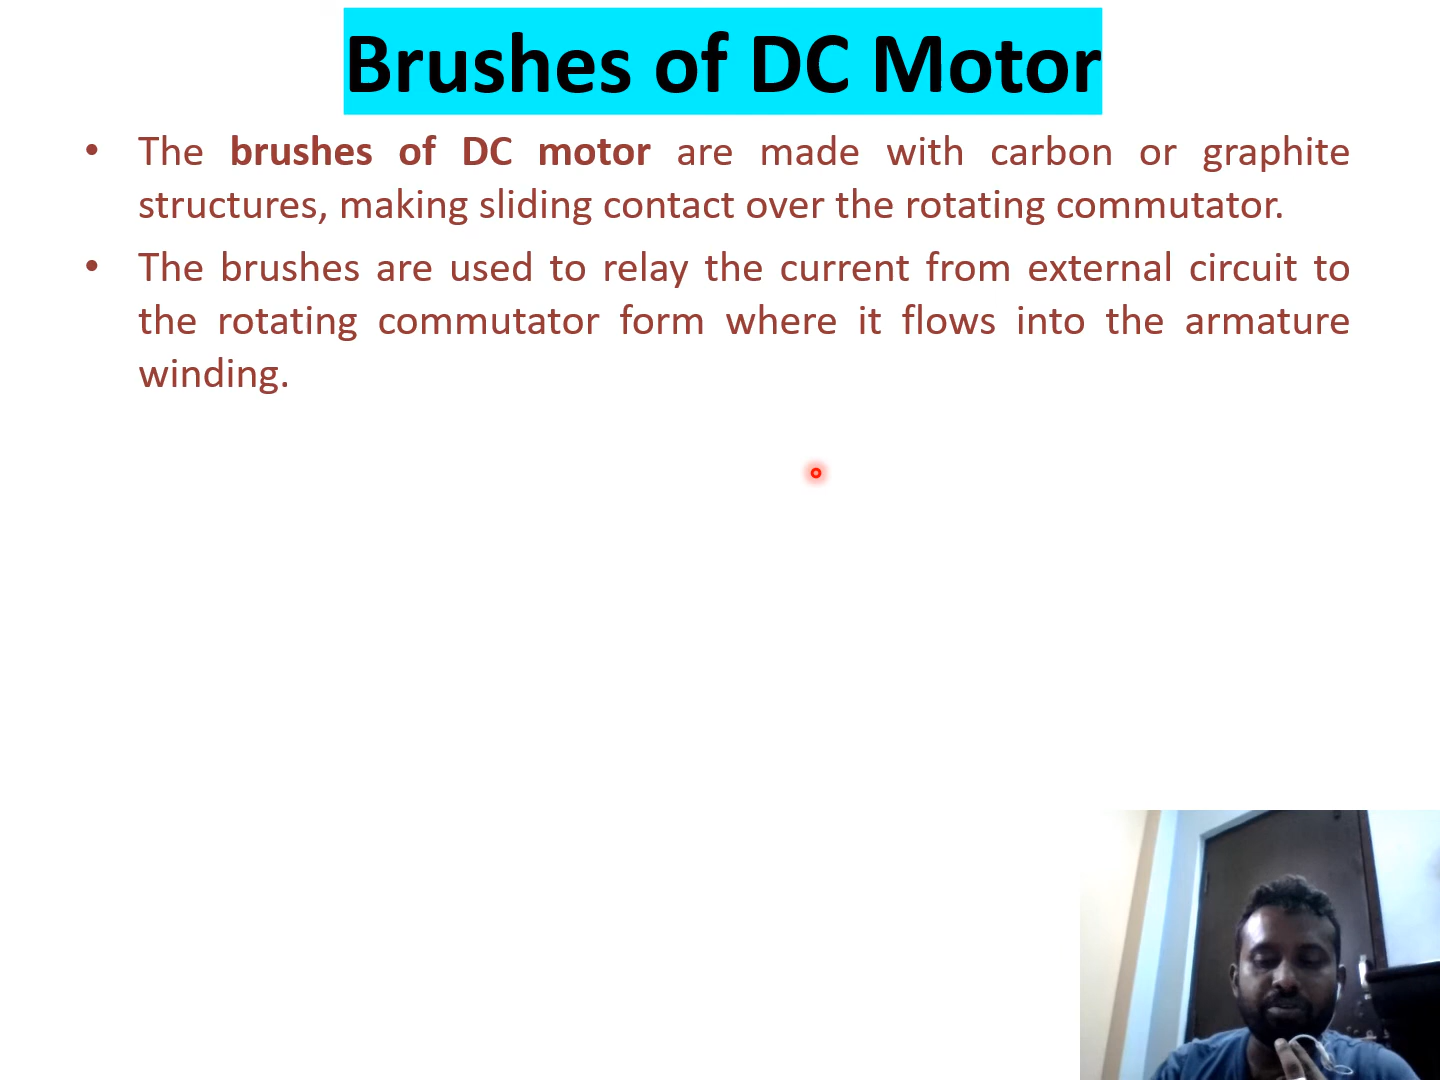 Brushes of DC Motor
• The brushes of DC motor are made with carbon or graphite
structures, making sliding contact over the rotating commutator.
• The brushes are used to relay the current from external circuit to
the rotating commutator form where it flows into the armature
winding.